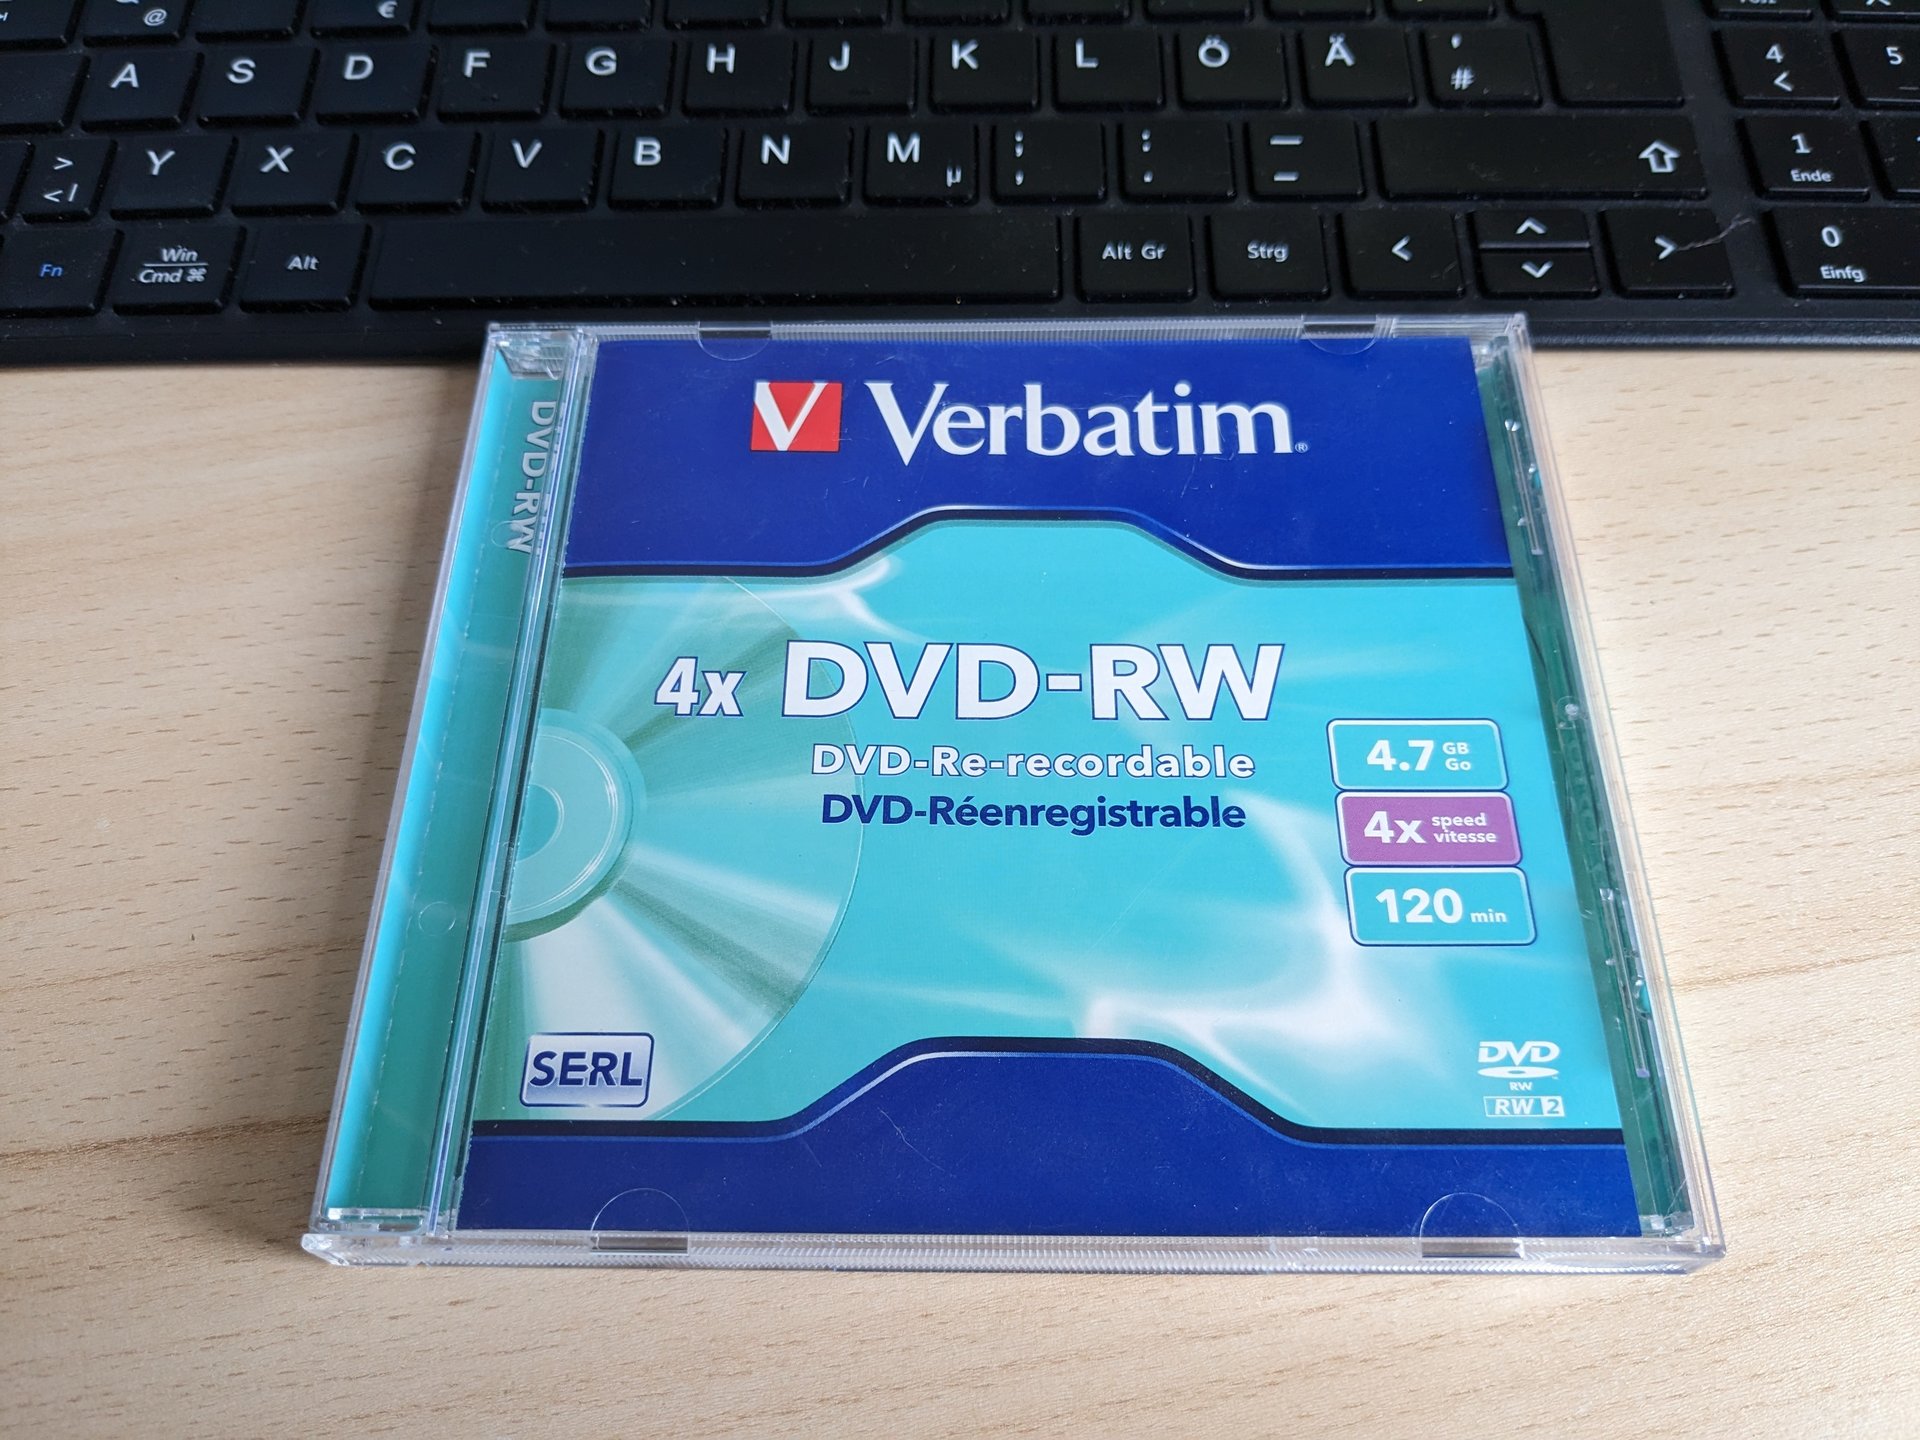 @ €
A S D F G H J K L Ö Ä ' #
4 <
5
> < |
Y X C V B N M µ ; , : . _ -
1
Ende
Fn
Win
Cmd ⌘
Alt
Alt Gr
Strg
< ^ v >
0
Einfg
V Verbatim®
DVD-RW
4x DVD-RW
DVD-Re-recordable
DVD-Réenregistrable
4.7 GB
Go
4x speed
vitesse
120 min
SERL
DVD
RW
RW 2